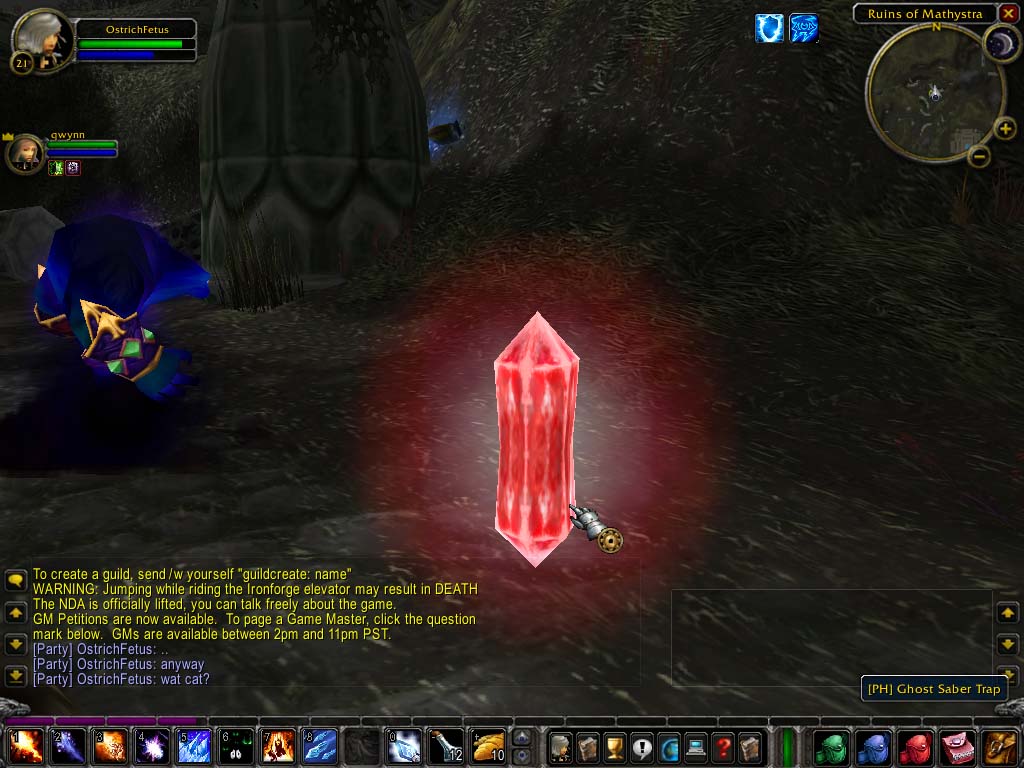 OstrichFetus
21
qwynn
Ruins of Mathystra
N
To create a guild, send /w yourself "guildcreate: name"
WARNING: Jumping while riding the Ironforge elevator may result in DEATH
The NDA is officially lifted, you can talk freely about the game.
GM Petitions are now available. To page a Game Master, click the question
mark below. GMs are available between 2pm and 11pm PST.
[Party] OstrichFetus: ..
[Party] OstrichFetus: anyway
[Party] OstrichFetus: wat cat?
[PH] Ghost Saber Trap
1 2 3 4 5 6 7 8 0 12 10